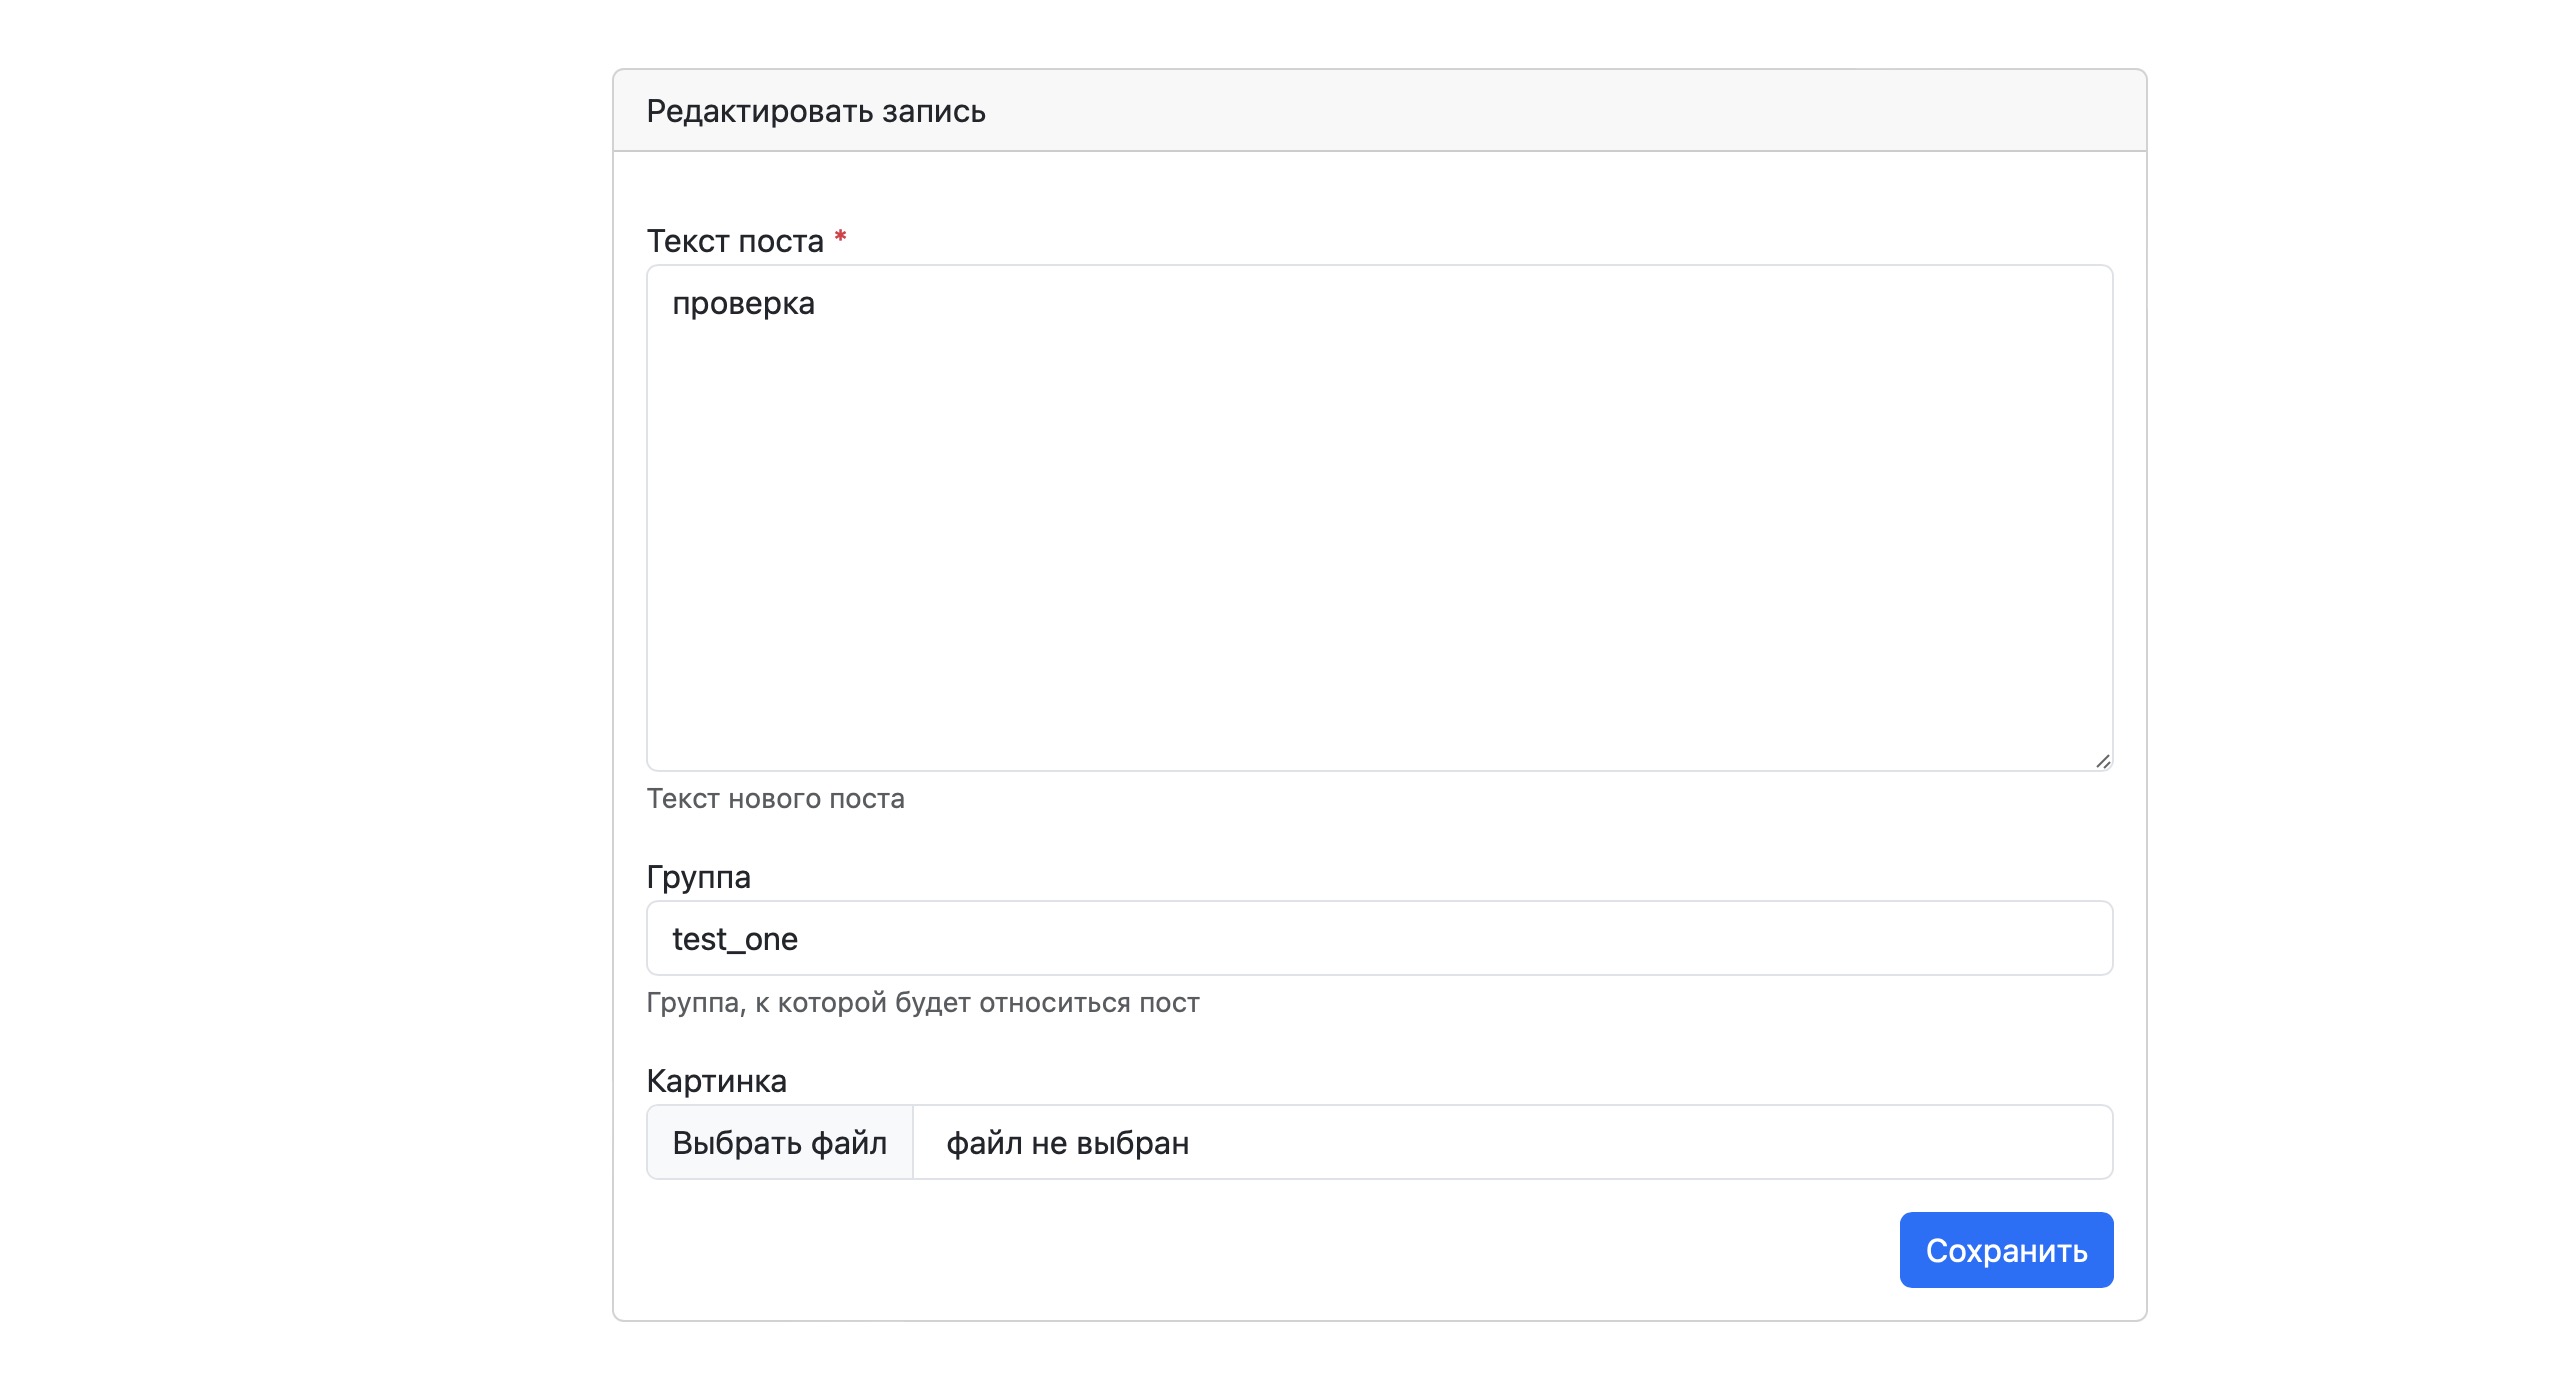 Редактировать запись
Текст поста *
проверка
Текст нового поста
Группа
test_one
Группа, к которой будет относиться пост
Картинка
Выбрать файл файл не выбран
Сохранить